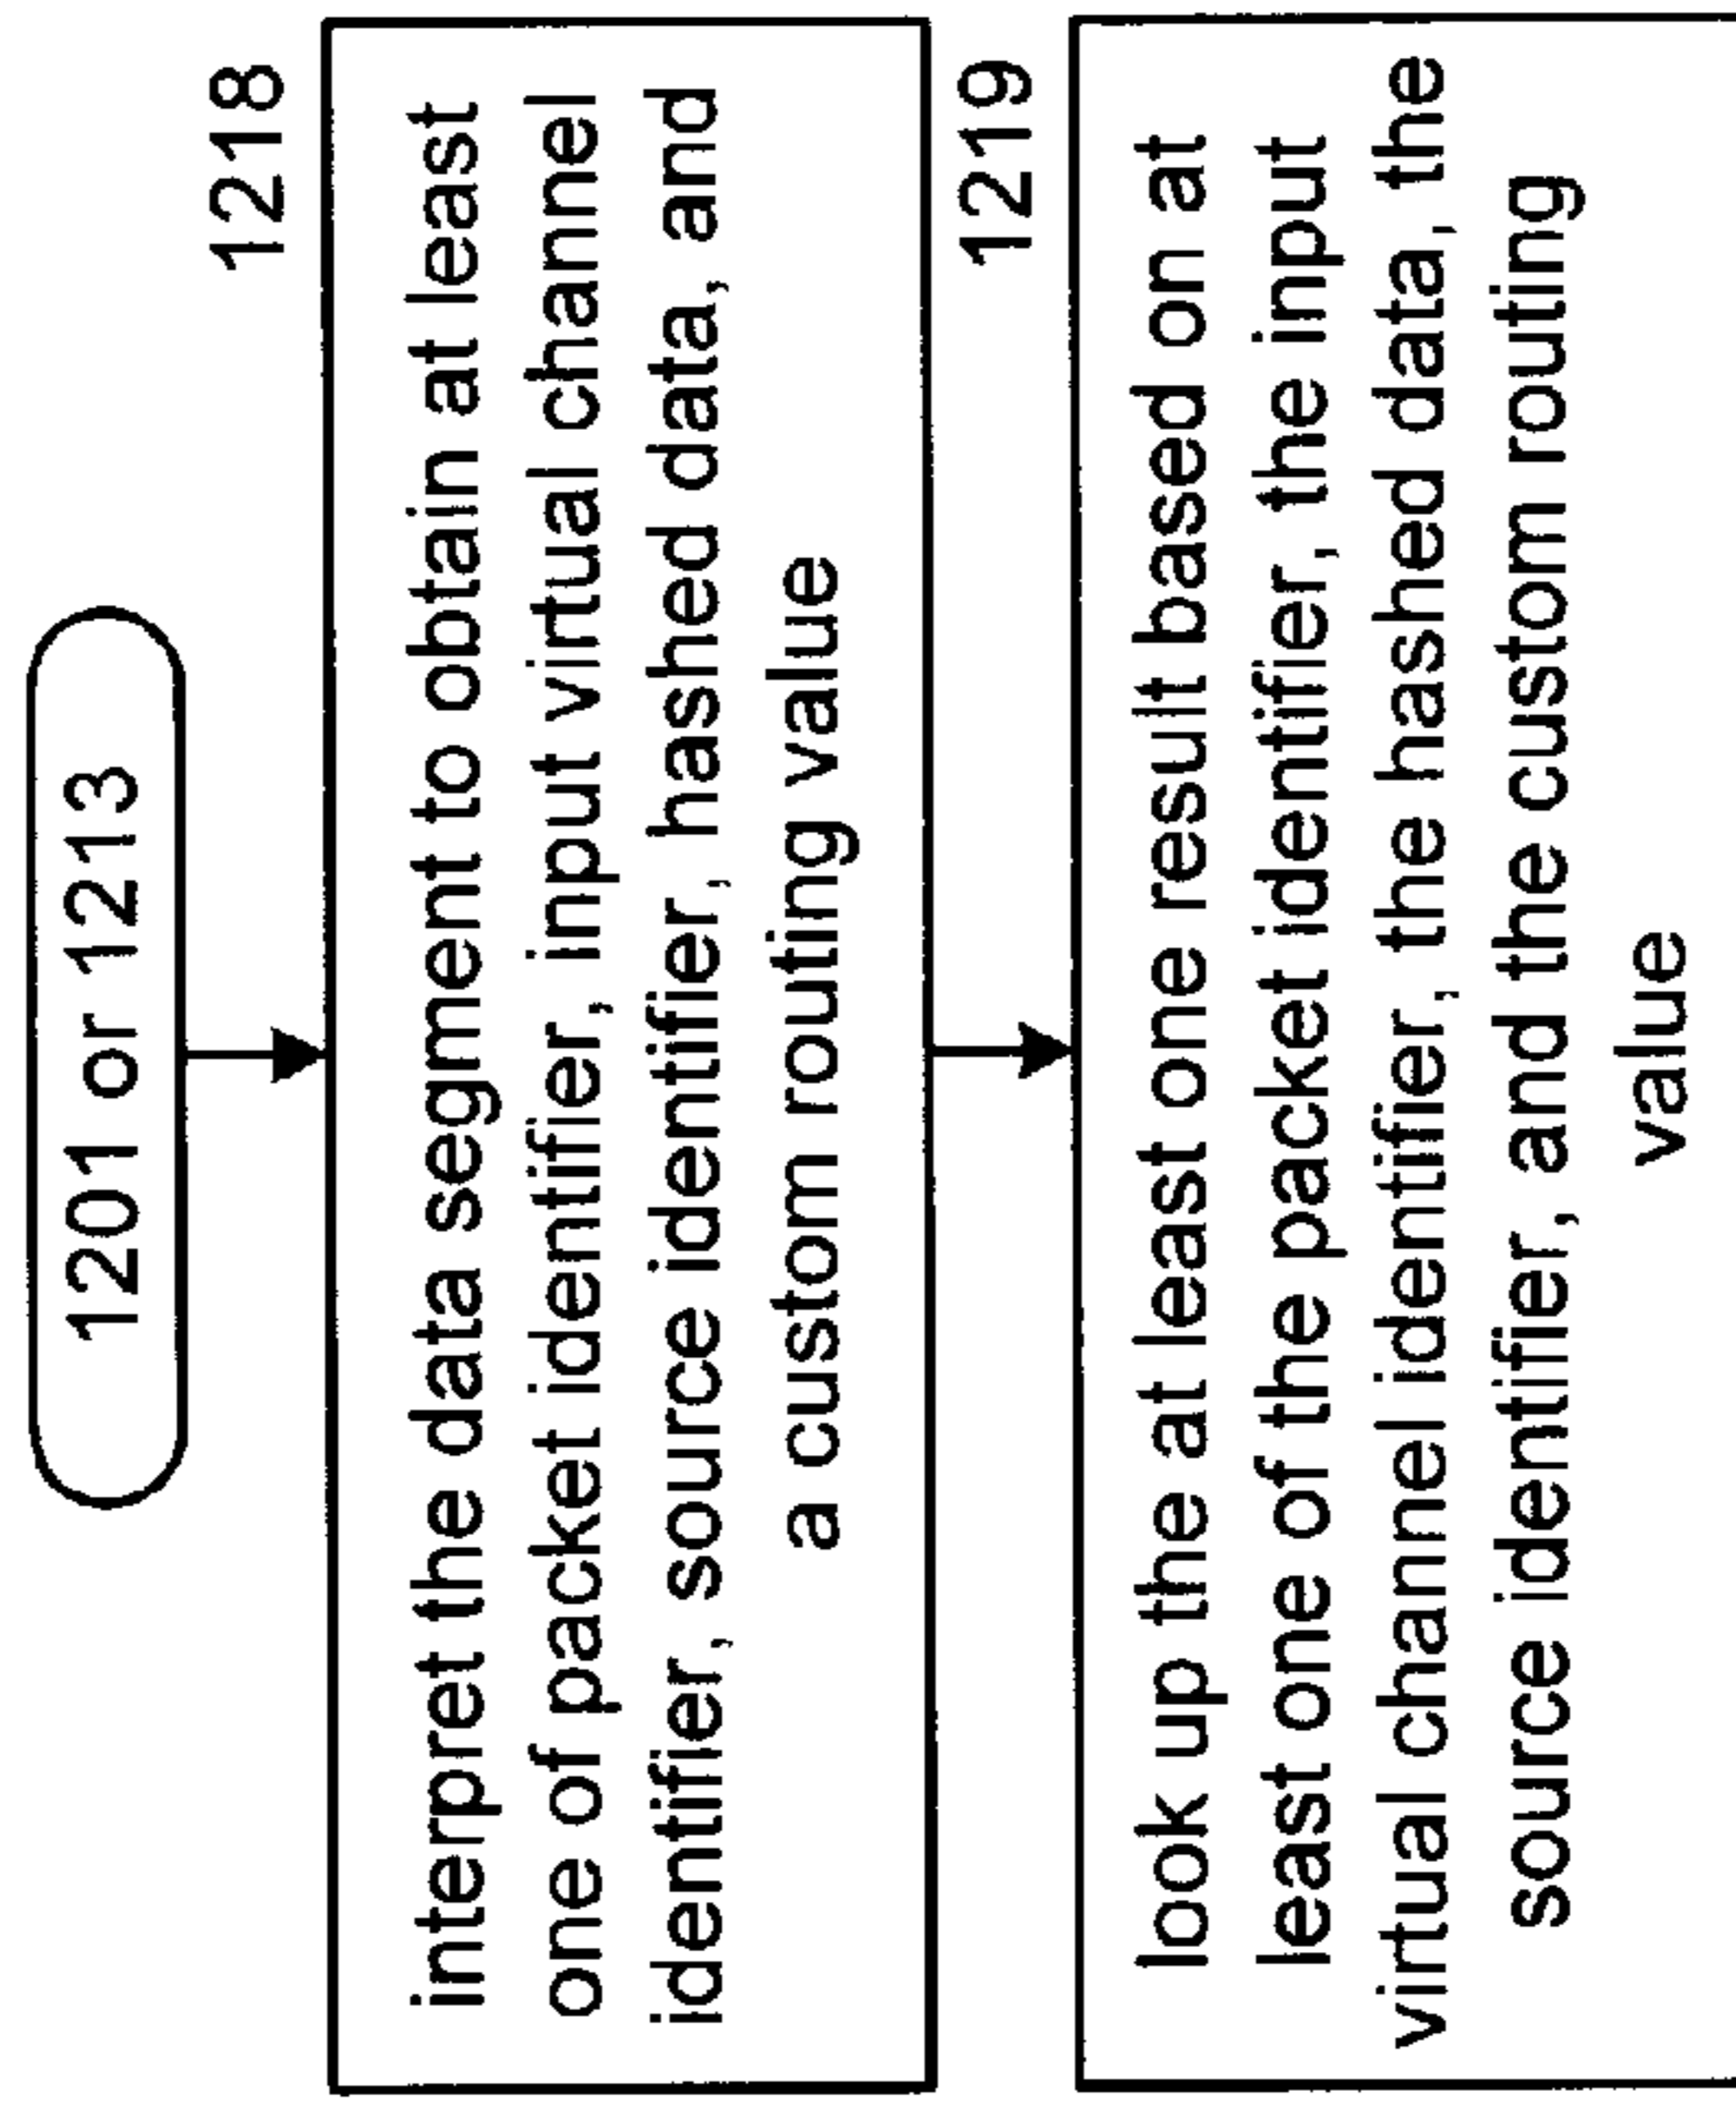 1201 or 1213
1218
interpret the data segment to obtain at least
one of packet identifier, input virtual channel
identifier, source identifier, hashed data, and
a custom routing value
1219
look up the at least one result based on at
least one of the packet identifier, the input
virtual channel identifier, the hashed data, the
source identifier, and the custom routing
value